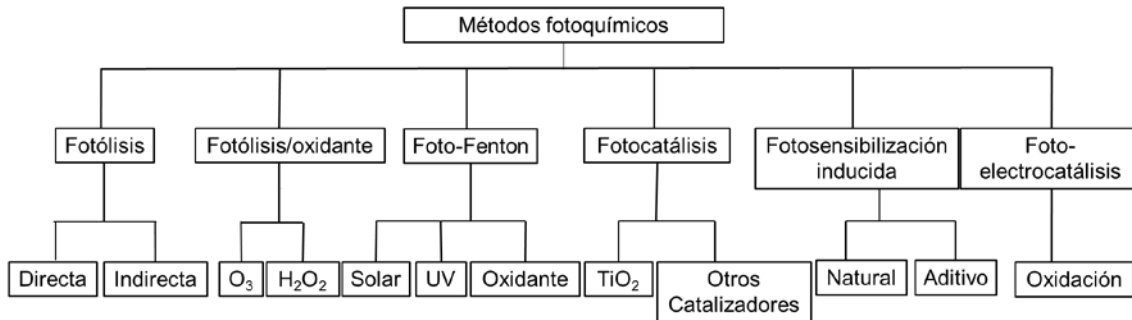 Métodos fotoquímicos
Fotólisis
Fotólisis/oxidante
Foto-Fenton
Fotocatálisis
Fotosensibilización
inducida
Foto-
electrocatálisis
Directa
Indirecta
O₃
H₂O₂
Solar
UV
Oxidante
TiO₂
Otros
Catalizadores
Natural
Aditivo
Oxidación